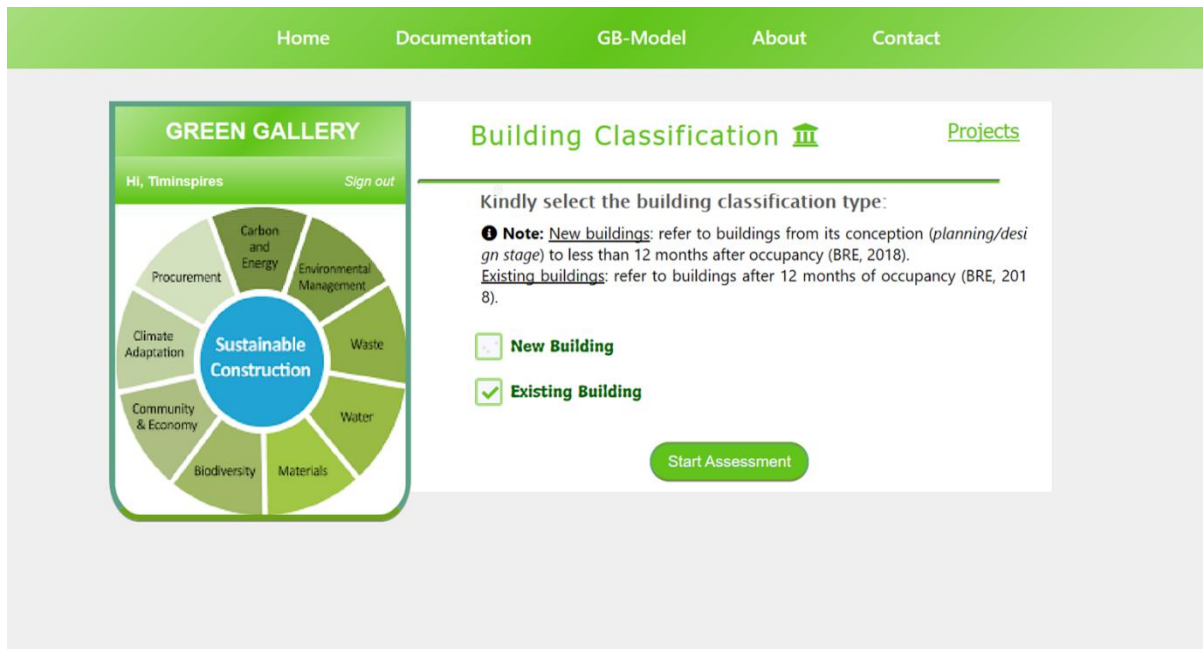 Home Documentation GB-Model About Contact
GREEN GALLERY
Hi, Timinspires Sign out
Carbon
and
Energy
Environmental
Management
Waste
Water
Materials
Biodiversity
Community
& Economy
Climate
Adaptation
Procurement
Sustainable
Construction
Building Classification Projects
Kindly select the building classification type:
Note: New buildings: refer to buildings from its conception (planning/desi
gn stage) to less than 12 months after occupancy (BRE, 2018).
Existing buildings: refer to buildings after 12 months of occupancy (BRE, 201
8).
New Building
Existing Building
Start Assessment